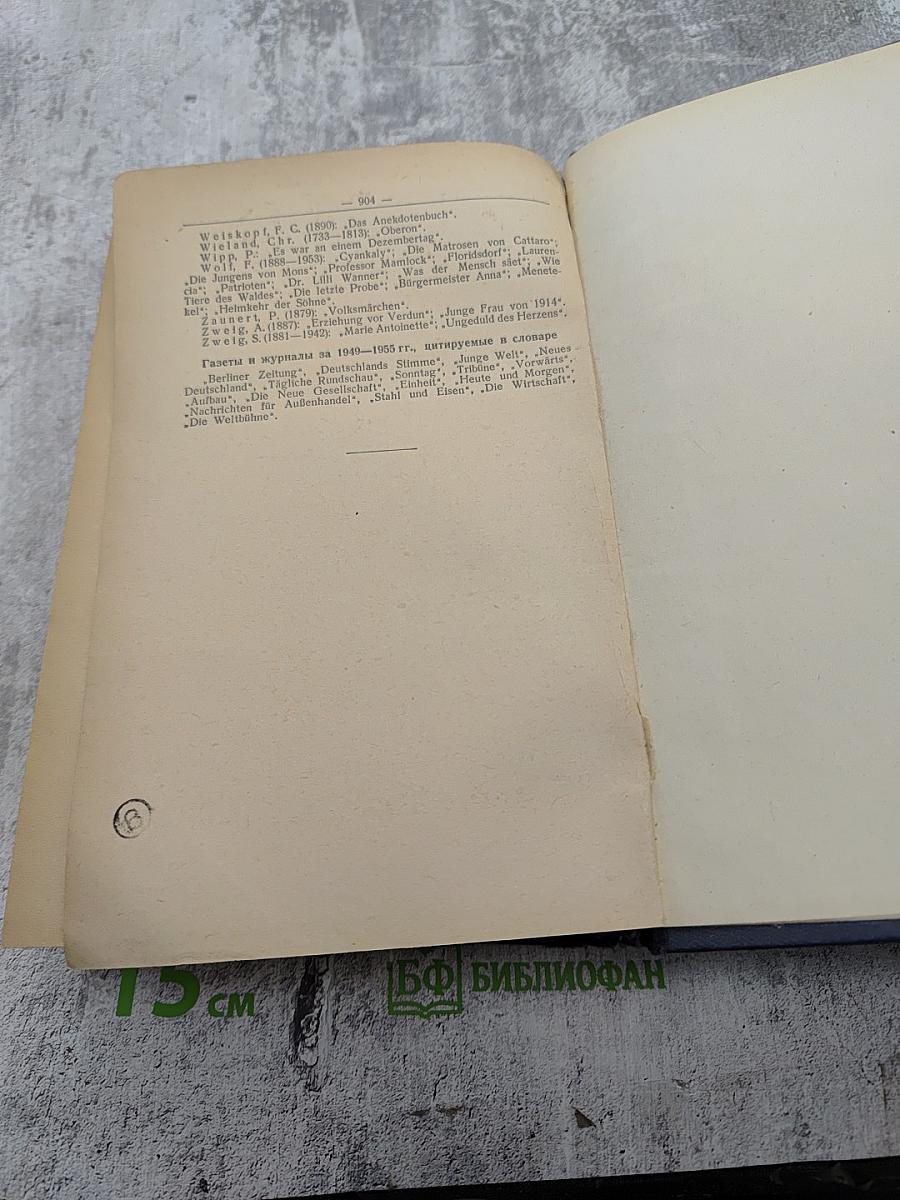 — 904 —
Weiskopf, F. C. (1890): „Das Anekdotenbuch“.
Wieland, Chr. (1733—1813): „Oberon“.
Wipp, P.: „Es war an einem Dezembertag“.
Wolf, F. (1888—1953): „Cyankaly“; „Die Matrosen von Cattaro“;
„Die Jungens von Mons“; „Professor Mamlock“; „Floridsdorf“; „Lauren-
cia“; „Patrioten“; „Dr. Lilli Wanner“; „Was der Mensch säet“; „Wie
Tiere des Waldes“; „Die letzte Probe“; „Bürgermeister Anna“; „Menete-
kel“; „Heimkehr der Söhne“.
Zaunert, P. (1879): „Volksmärchen“.
Zweig, A. (1887): „Erziehung vor Verdun“; „Junge Frau von 1914“.
Zweig, S. (1881—1942): „Marie Antoinette“; „Ungeduld des Herzens“.
Газеты и журналы за 1949—1955 гг., цитируемые в словаре
„Berliner Zeitung“, „Deutschlands Stimme“, „Junge Welt“, „Neues
Deutschland“, „Tägliche Rundschau“, „Sonntag“, „Tribüne“, „Vorwärts“,
„Aufbau“, „Die Neue Gesellschaft“, „Einheit“, „Heute und Morgen“,
„Nachrichten für Außenhandel“, „Stahl und Eisen“, „Die Wirtschaft“,
„Die Weltbühne“.
В
15 см
БФ БИБЛИОФАН